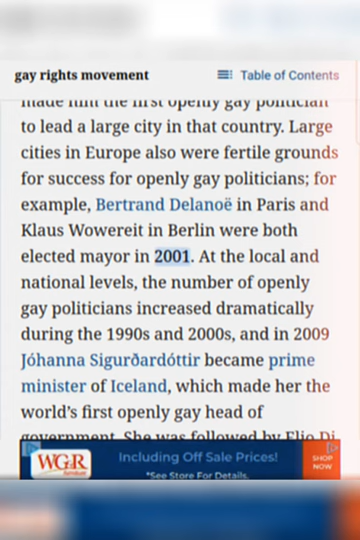 gay rights movement
Table of Contents
made him the first openly gay politician
to lead a large city in that country. Large
cities in Europe also were fertile grounds
for success for openly gay politicians; for
example, Bertrand Delanoë in Paris and
Klaus Wowereit in Berlin were both
elected mayor in 2001. At the local and
national levels, the number of openly
gay politicians increased dramatically
during the 1990s and 2000s, and in 2009
Jóhanna Sigurðardóttir became prime
minister of Iceland, which made her the
world’s first openly gay head of
government. She was followed by Elio Di
WG&R
Including Off Sale Prices!
*See Store For Details.
SHOP
NOW